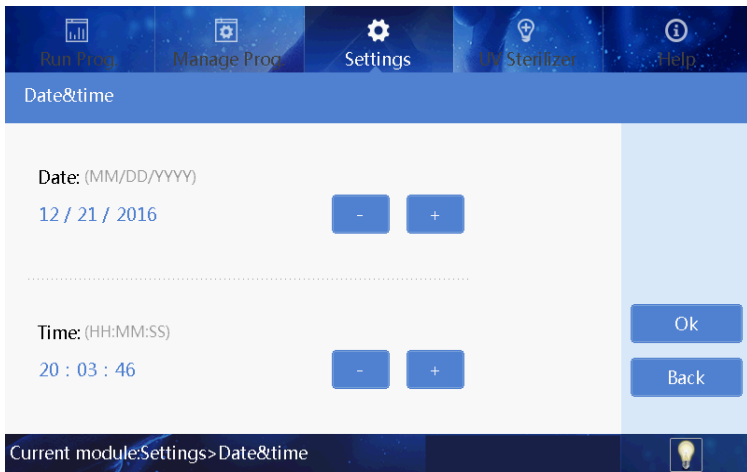 Run Prog. Manage Prog. Settings UV Sterilizer Help
Date&time
Date: (MM/DD/YYYY)
12 / 21 / 2016 - +
Time: (HH:MM:SS)
20 : 03 : 46 - +
Ok
Back
Current module:Settings>Date&time